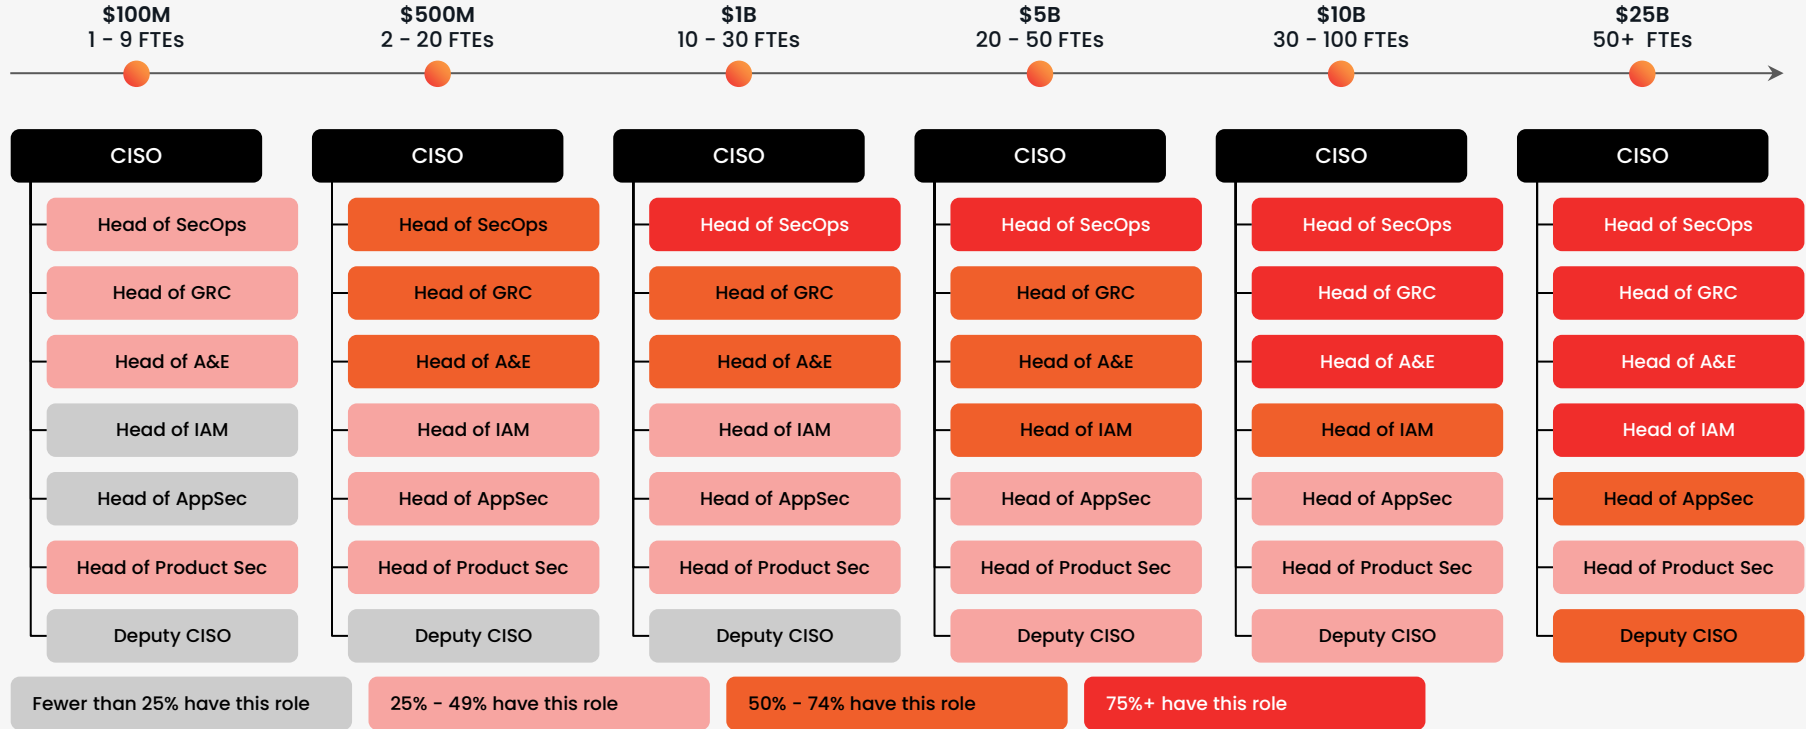 $100M
1 - 9 FTEs
$500M
2 - 20 FTEs
$1B
10 - 30 FTEs
$5B
20 - 50 FTEs
$10B
30 - 100 FTEs
$25B
50+ FTEs
CISO
Head of SecOps
Head of GRC
Head of A&E
Head of IAM
Head of AppSec
Head of Product Sec
Deputy CISO
CISO
Head of SecOps
Head of GRC
Head of A&E
Head of IAM
Head of AppSec
Head of Product Sec
Deputy CISO
CISO
Head of SecOps
Head of GRC
Head of A&E
Head of IAM
Head of AppSec
Head of Product Sec
Deputy CISO
CISO
Head of SecOps
Head of GRC
Head of A&E
Head of IAM
Head of AppSec
Head of Product Sec
Deputy CISO
CISO
Head of SecOps
Head of GRC
Head of A&E
Head of IAM
Head of AppSec
Head of Product Sec
Deputy CISO
CISO
Head of SecOps
Head of GRC
Head of A&E
Head of IAM
Head of AppSec
Head of Product Sec
Deputy CISO
Fewer than 25% have this role
25% - 49% have this role
50% - 74% have this role
75%+ have this role